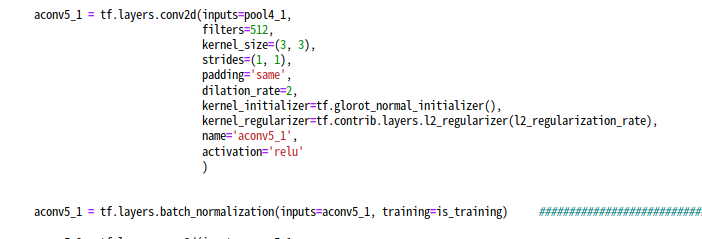 aconv5_1 = tf.layers.conv2d(inputs=pool4_1,
filters=512,
kernel_size=(3, 3),
strides=(1, 1),
padding='same',
dilation_rate=2,
kernel_initializer=tf.glorot_normal_initializer(),
kernel_regularizer=tf.contrib.layers.l2_regularizer(l2_regularization_rate),
name='aconv5_1',
activation='relu'
)
aconv5_1 = tf.layers.batch_normalization(inputs=aconv5_1, training=is_training) ###########################